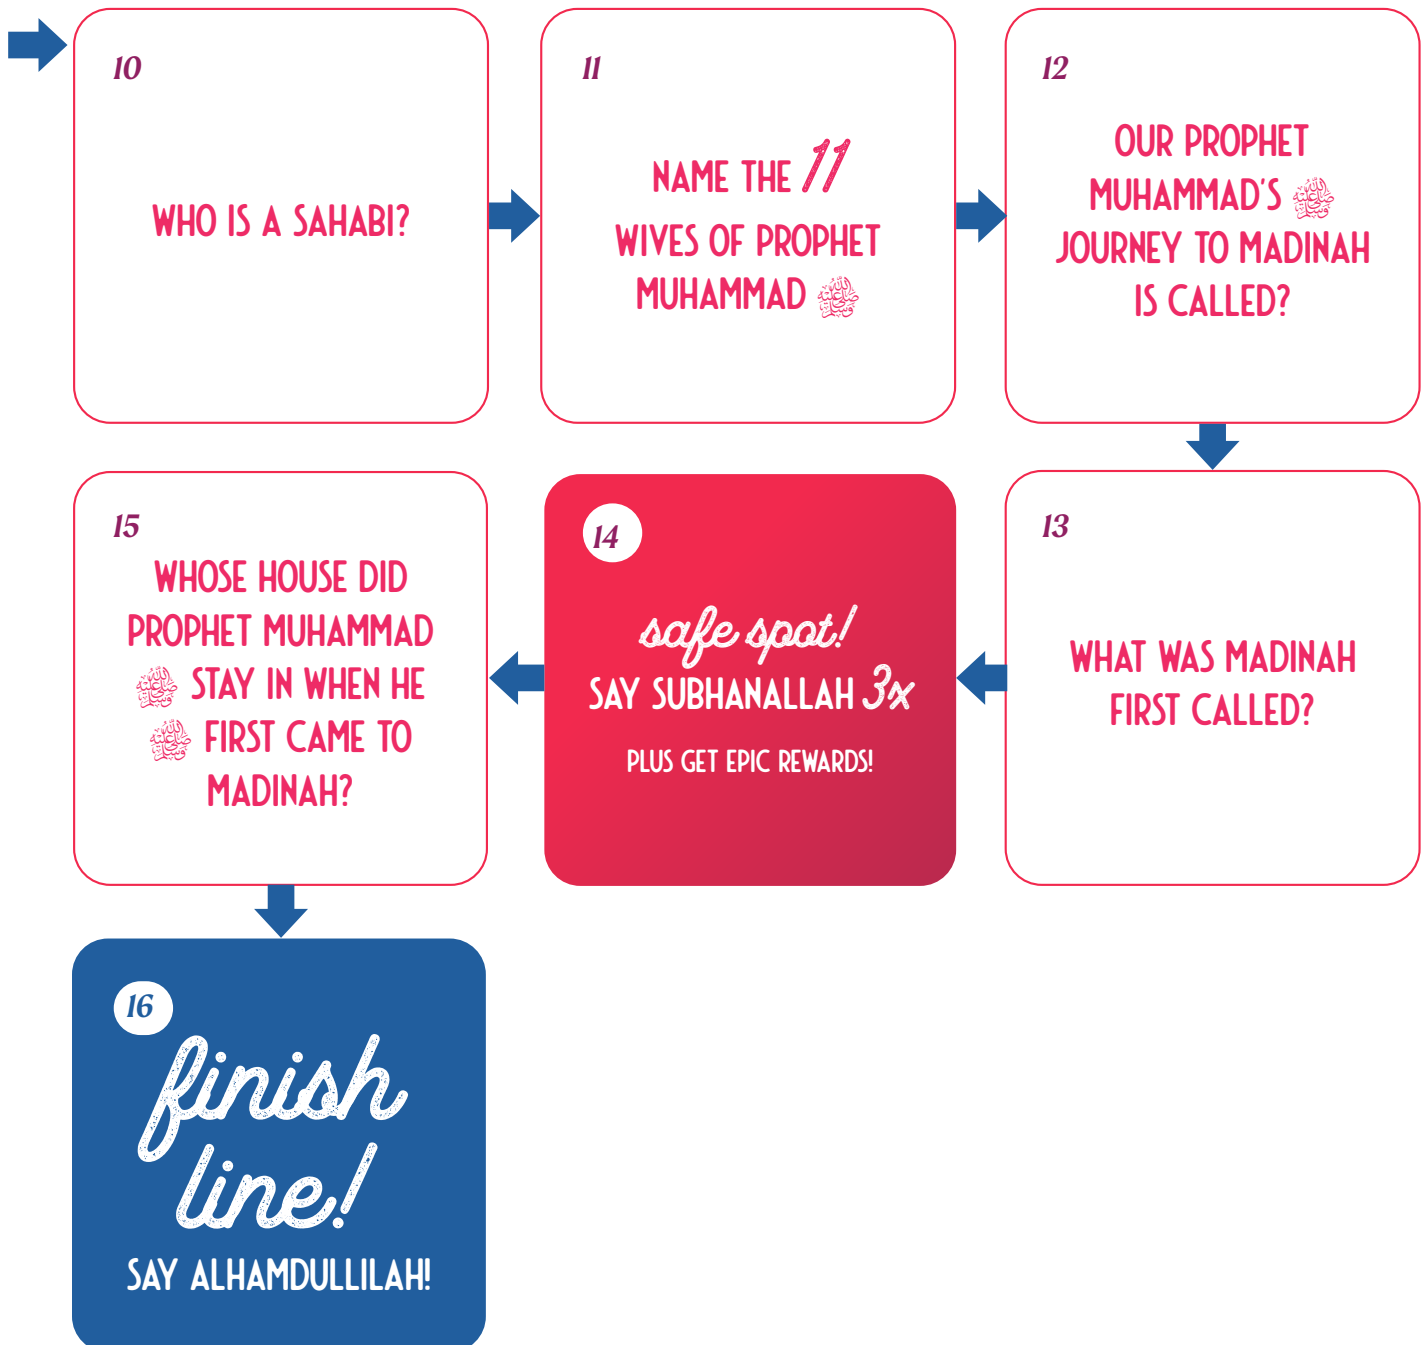 10
WHO IS A SAHABI?
11
NAME THE 11
WIVES OF PROPHET
MUHAMMAD ﷺ
12
OUR PROPHET
MUHAMMAD'S ﷺ
JOURNEY TO MADINAH
IS CALLED?
13
WHAT WAS MADINAH
FIRST CALLED?
14
safe spot!
SAY SUBHANALLAH 3x
PLUS GET EPIC REWARDS!
15
WHOSE HOUSE DID
PROPHET MUHAMMAD
ﷺ STAY IN WHEN HE
ﷺ FIRST CAME TO
MADINAH?
16
finish
line!
SAY ALHAMDULLILAH!